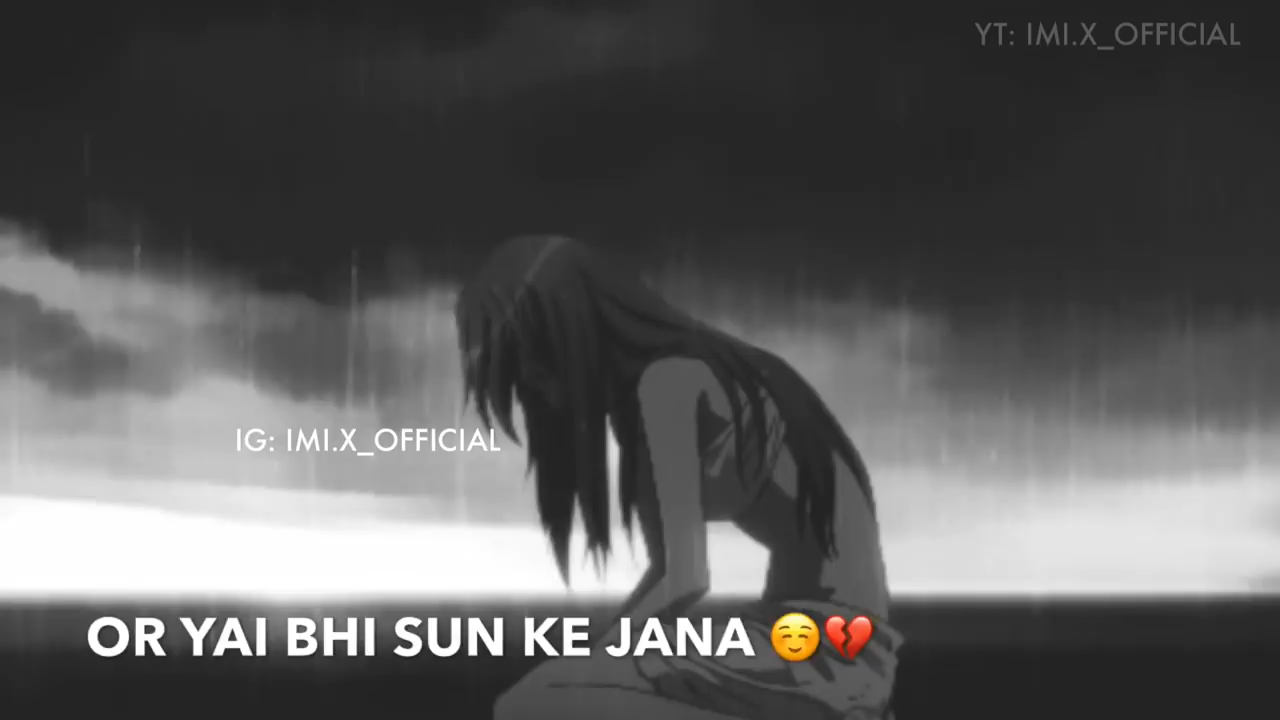 YT: IMI.X_OFFICIAL
IG: IMI.X_OFFICIAL
OR YAI BHI SUN KE JANA ☺️💔